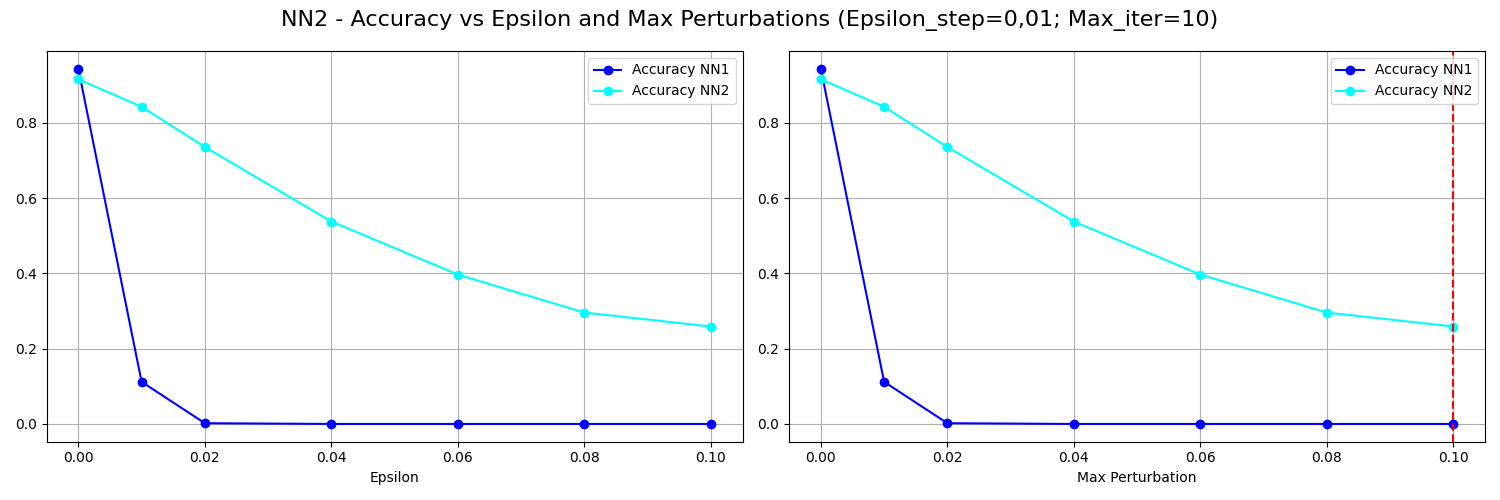 NN2 - Accuracy vs Epsilon and Max Perturbations (Epsilon_step=0,01; Max_iter=10)
Accuracy NN1
Accuracy NN2
0.8
0.6
0.4
0.2
0.0
0.00 0.02 0.04 0.06 0.08 0.10
Epsilon
Accuracy NN1
Accuracy NN2
0.8
0.6
0.4
0.2
0.0
0.00 0.02 0.04 0.06 0.08 0.10
Max Perturbation